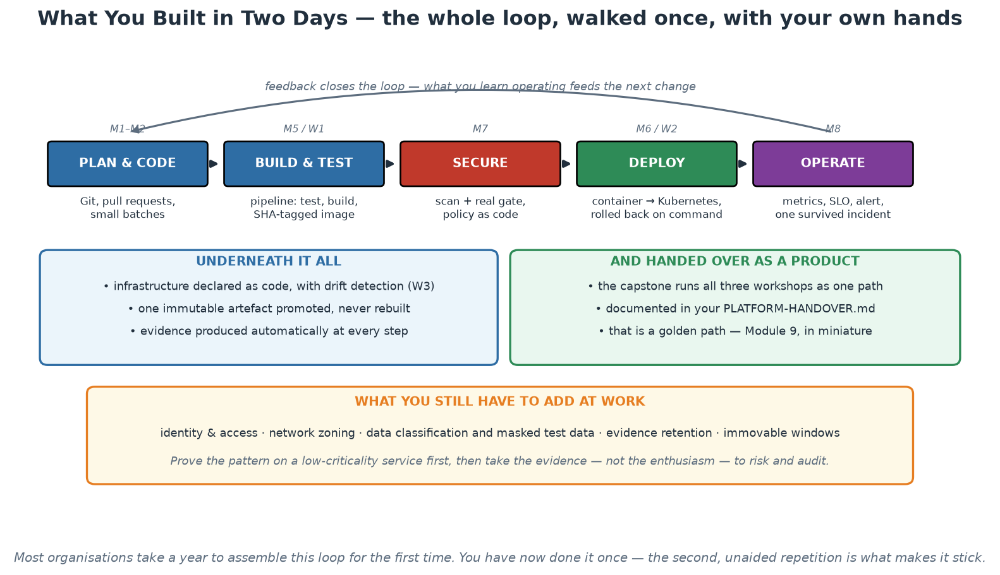 What You Built in Two Days — the whole loop, walked once, with your own hands
feedback closes the loop — what you learn operating feeds the next change
M1–M2
M5 / W1
M7
M6 / W2
M8
PLAN & CODE
BUILD & TEST
SECURE
DEPLOY
OPERATE
Git, pull requests,
small batches
pipeline: test, build,
SHA-tagged image
scan + real gate,
policy as code
container → Kubernetes,
rolled back on command
metrics, SLO, alert,
one survived incident
UNDERNEATH IT ALL
• infrastructure declared as code, with drift detection (W3)
• one immutable artefact promoted, never rebuilt
• evidence produced automatically at every step
AND HANDED OVER AS A PRODUCT
• the capstone runs all three workshops as one path
• documented in your PLATFORM-HANDOVER.md
• that is a golden path — Module 9, in miniature
WHAT YOU STILL HAVE TO ADD AT WORK
identity & access · network zoning · data classification and masked test data · evidence retention · immovable windows
Prove the pattern on a low-criticality service first, then take the evidence — not the enthusiasm — to risk and audit.
Most organisations take a year to assemble this loop for the first time. You have now done it once — the second, unaided repetition is what makes it stick.